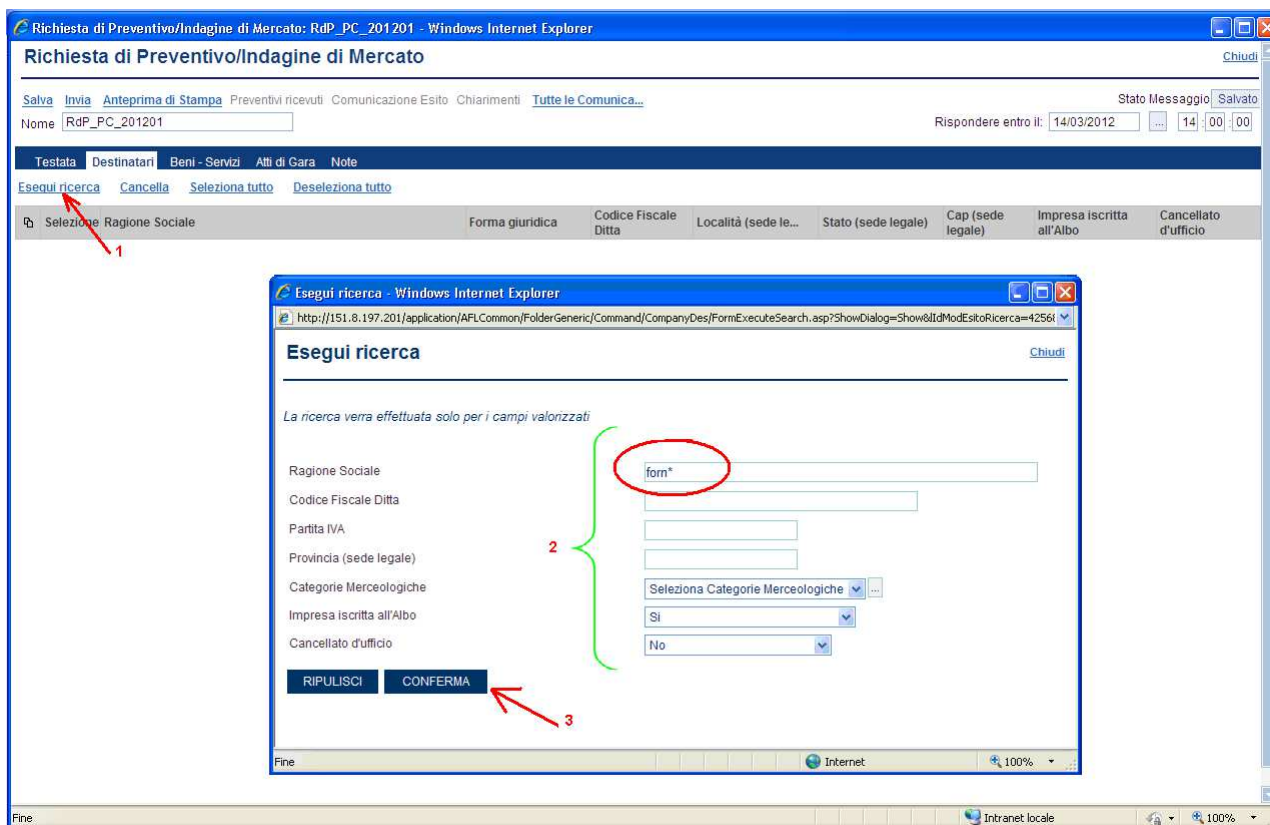 Richiesta di Preventivo/Indagine di Mercato: RdP_PC_201201 - Windows Internet Explorer
Richiesta di Preventivo/Indagine di Mercato
Chiudi
Salva Invia Anteprima di Stampa Preventivi ricevuti Comunicazione Esito Chiarimenti Tutte le Comunica... Stato Messaggio Salvato
Nome RdP_PC_201201 Rispondere entro il: 14/03/2012 ... 14 : 00 : 00
Testata Destinatari Beni - Servizi Atti di Gara Note
Esegui ricerca Cancella Seleziona tutto Deseleziona tutto
Selezione Ragione Sociale Forma giuridica Codice Fiscale Ditta Località (sede le... Stato (sede legale) Cap (sede legale) Impresa iscritta all'Albo Cancellato d'ufficio
1
Esegui ricerca - Windows Internet Explorer
http://151.8.197.201/application/AFLCommon/FolderGeneric/Command/CompanyDes/FormExecuteSearch.asp?ShowDialog=Show&lIdModEsitoRicerca=4256
Esegui ricerca
Chiudi
La ricerca verra effettuata solo per i campi valorizzati
Ragione Sociale forn*
Codice Fiscale Ditta
Partita IVA
2
Provincia (sede legale)
Categorie Merceologiche Seleziona Categorie Merceologiche ...
Impresa iscritta all'Albo Si
Cancellato d'ufficio No
RIPULISCI CONFERMA
3
Fine Internet 100%
Fine Intranet locale 100%